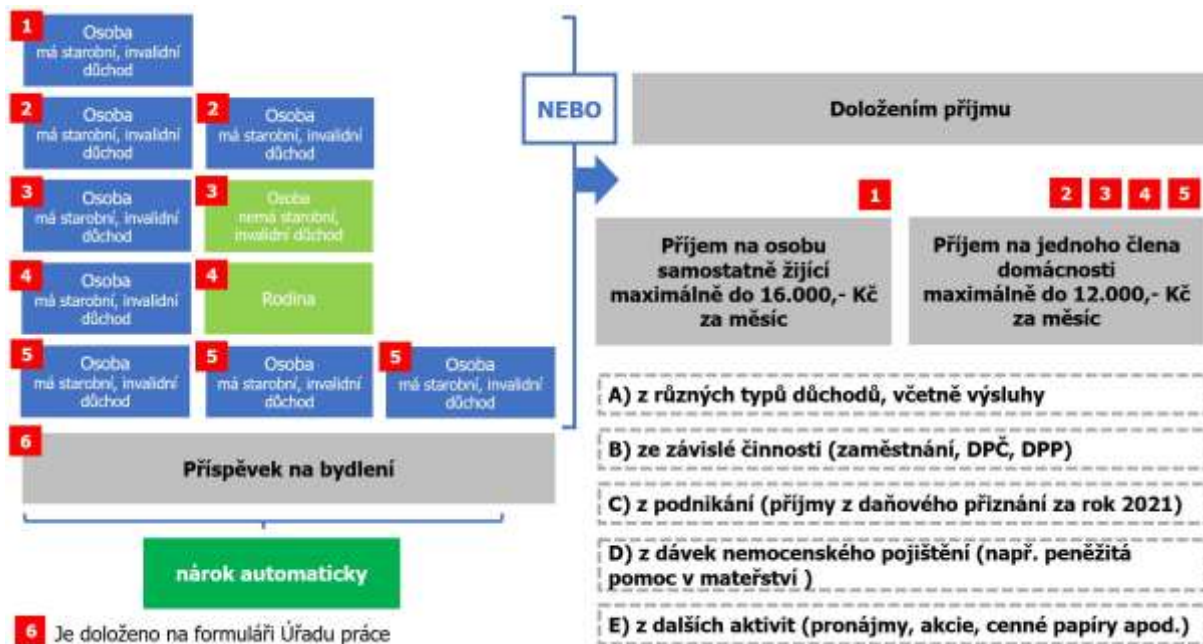 1
Osoba
má starobní, invalidní
důchod
2
Osoba
má starobní, invalidní
důchod
2
Osoba
má starobní, invalidní
důchod
3
Osoba
má starobní, invalidní
důchod
3
Osoba
nemá starobní,
invalidní důchod
4
Osoba
má starobní, invalidní
důchod
4
Rodina
5
Osoba
má starobní, invalidní
důchod
5
Osoba
má starobní, invalidní
důchod
5
Osoba
má starobní, invalidní
důchod
6
Příspěvek na bydlení
nárok automaticky
6 Je doloženo na formuláři Úřadu práce
NEBO
Doložením příjmu
1
Příjem na osobu
samostatně žijící
maximálně do 16.000,- Kč
za měsíc
2 3 4 5
Příjem na jednoho člena
domácnosti
maximálně do 12.000,- Kč
za měsíc
A) z různých typů důchodů, včetně výsluhy
B) ze závislé činnosti (zaměstnání, DPČ, DPP)
C) z podnikání (příjmy z daňového přiznání za rok 2021)
D) z dávek nemocenského pojištění (např. peněžitá
pomoc v mateřství )
E) z dalších aktivit (pronájmy, akcie, cenné papíry apod.)